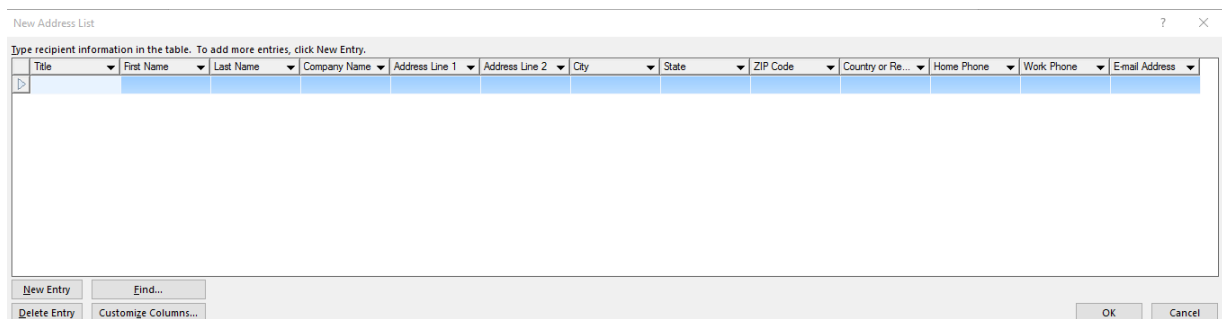 New Address List ?
Type recipient information in the table. To add more entries, click New Entry.
Title First Name Last Name Company Name Address Line 1 Address Line 2 City State ZIP Code Country or Re... Home Phone Work Phone E-mail Address
New Entry Find...
Delete Entry Customize Columns... OK Cancel